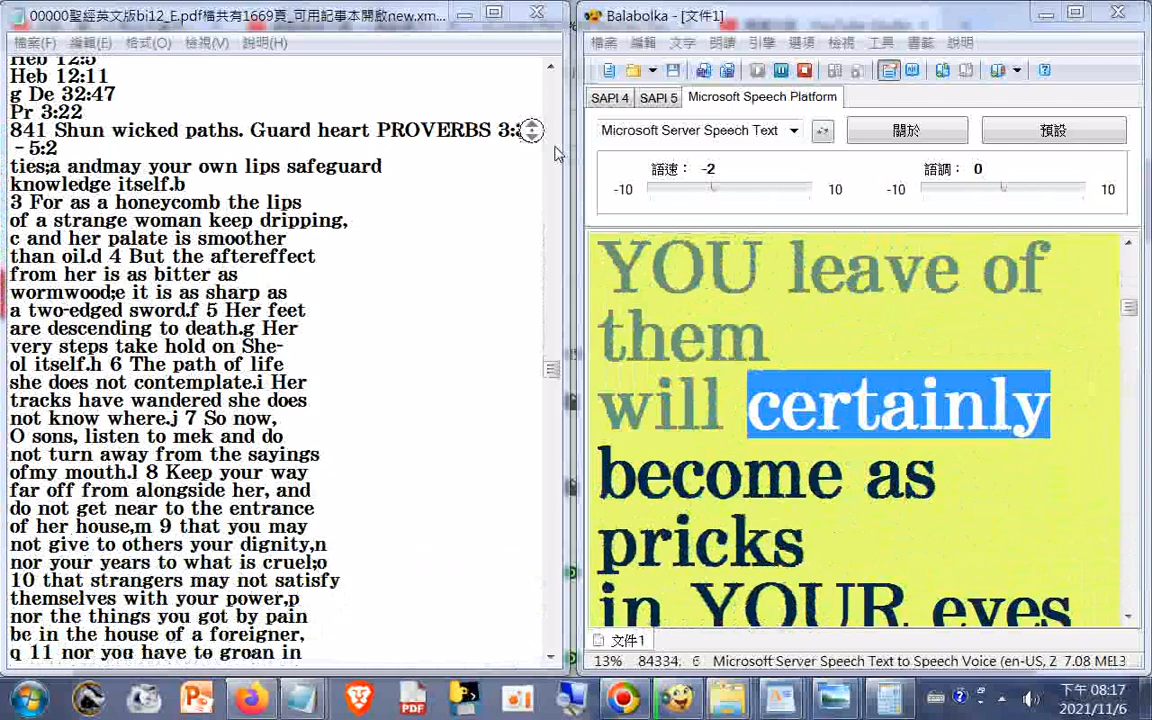 00000聖經英文版bi12_E.pdf檔共有1669頁_可用記事本開啟new.xm...
檔案(F) 編輯(E) 格式(O) 檢視(V) 說明(H)
Heb 12:5
Heb 12:11
g De 32:47
Pr 3:22
841 Shun wicked paths. Guard heart PROVERBS 3:
- 5:2
ties;a andmay your own lips safeguard
knowledge itself.b
3 For as a honeycomb the lips
of a strange woman keep dripping,
c and her palate is smoother
than oil.d 4 But the aftereffect
from her is as bitter as
wormwood;e it is as sharp as
a two-edged sword.f 5 Her feet
are descending to death.g Her
very steps take hold on She-
ol itself.h 6 The path of life
she does not contemplate.i Her
tracks have wandered she does
not know where.j 7 So now,
O sons, listen to mek and do
not turn away from the sayings
ofmy mouth.l 8 Keep your way
far off from alongside her, and
do not get near to the entrance
of her house,m 9 that you may
not give to others your dignity,n
nor your years to what is cruel;o
10 that strangers may not satisfy
themselves with your power,p
nor the things you got by pain
be in the house of a foreigner,
q 11 nor you have to groan in
Balabolka - [文件1]
檔案 編輯 文字 朗讀 引擎 選項 檢視 工具 書籤 說明
SAPI 4 SAPI 5 Microsoft Speech Platform
Microsoft Server Speech Text 關於 預設
語速： -2 語調： 0
-10 10 -10 10
YOU leave of
them
will certainly
become as
pricks
in YOUR eyes
文件1
13% 84334. 6 Microsoft Server Speech Text to Speech Voice (en-US, Z 7.08 ME
下午 08:17
2021/11/6